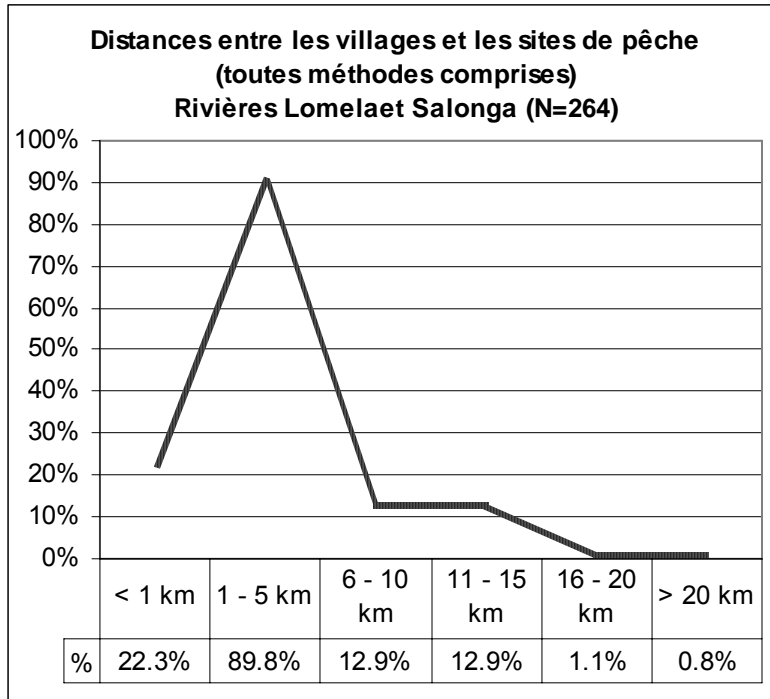 Distances entre les villages et les sites de pêche
(toutes méthodes comprises)
Rivières Lomelaet Salonga (N=264)
100%
90%
80%
70%
60%
50%
40%
30%
20%
10%
0%
< 1 km 1 - 5 km 6 - 10 km 11 - 15 km 16 - 20 km > 20 km
% 22.3% 89.8% 12.9% 12.9% 1.1% 0.8%